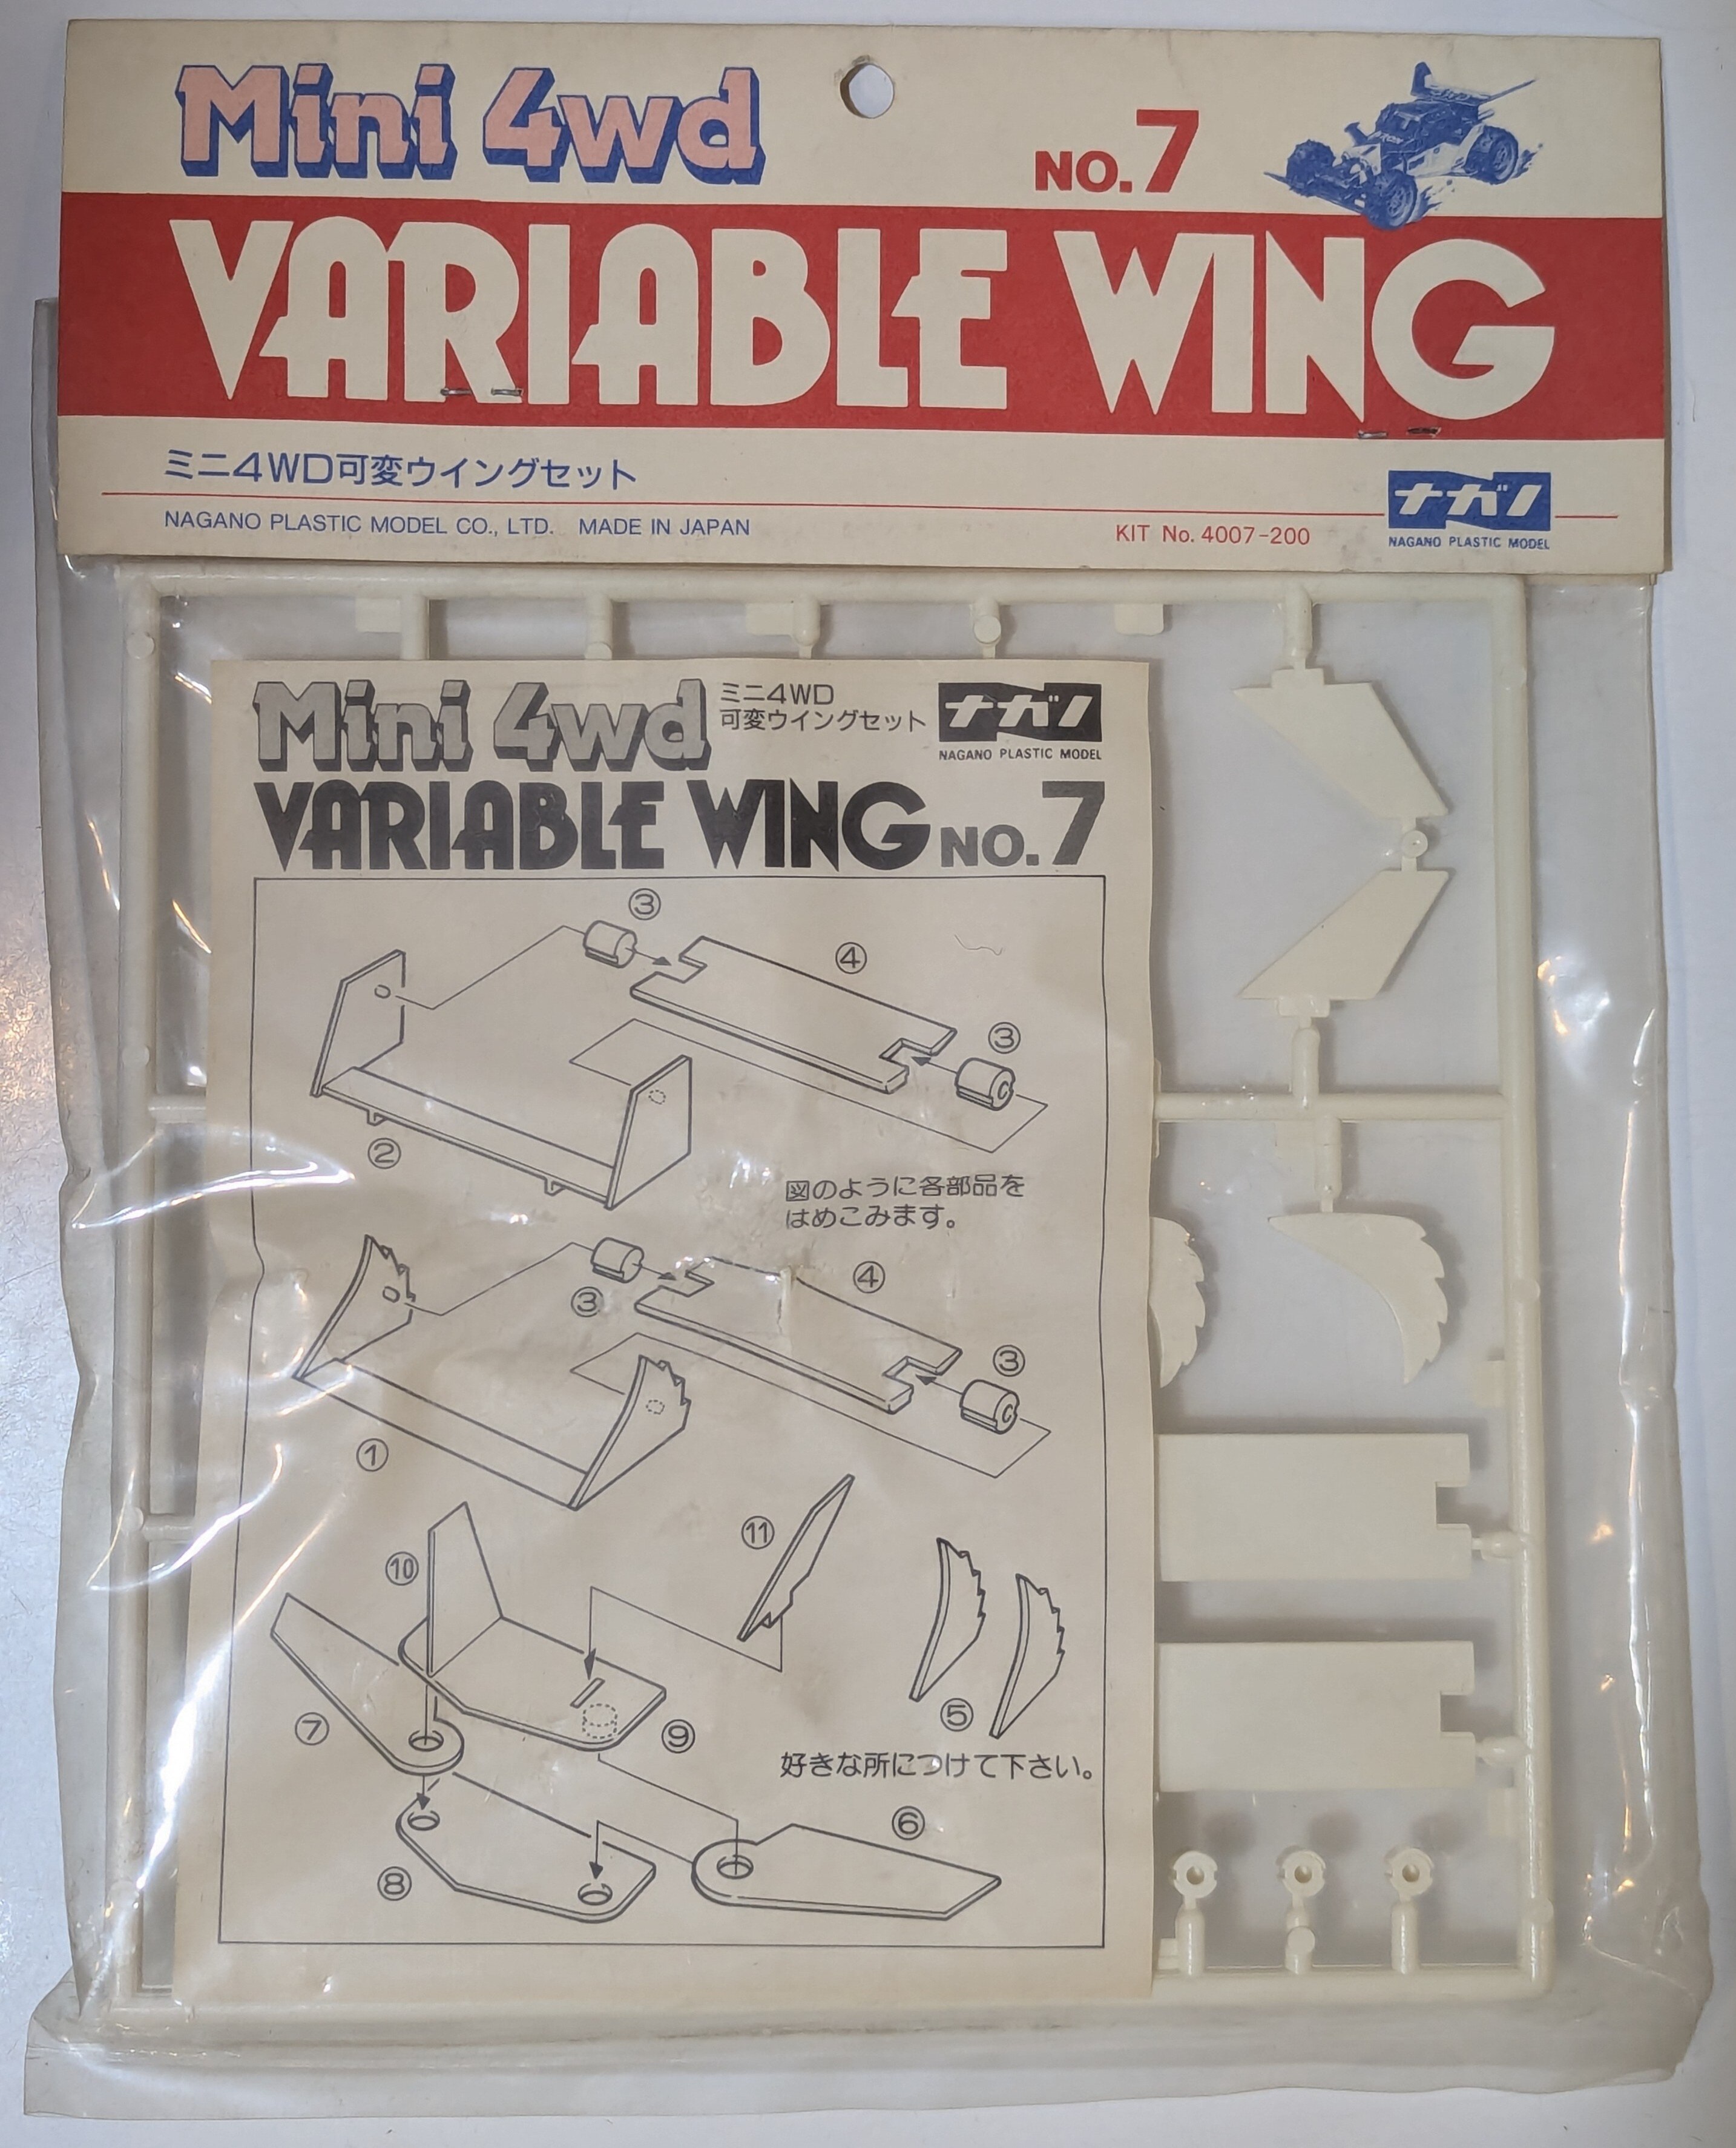 Mini 4wd
NO.7
VARIABLE WING
ミニ4WD可変ウイングセット
NAGANO PLASTIC MODEL CO., LTD. MADE IN JAPAN
KIT No. 4007-200
ナガノ
NAGANO PLASTIC MODEL
Mini 4wd
ミニ4WD
可変ウイングセット
ナガノ
NAGANO PLASTIC MODEL
VARIABLE WING NO.7
③
④
③
②
図のように各部品を
はめこみます。
③
④
③
①
⑩
⑪
⑦
⑨
⑤
好きな所につけて下さい。
⑥
⑧